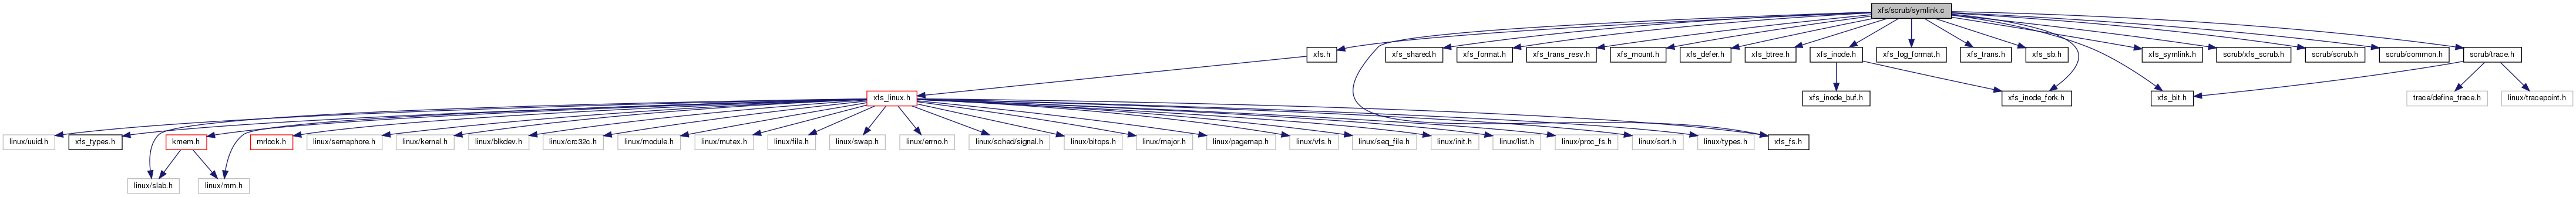 xfs/scrub/symlink.c
xfs.h
xfs_shared.h
xfs_format.h
xfs_trans_resv.h
xfs_mount.h
xfs_defer.h
xfs_btree.h
xfs_inode.h
xfs_log_format.h
xfs_trans.h
xfs_sb.h
xfs_symlink.h
scrub/xfs_scrub.h
scrub/scrub.h
scrub/common.h
scrub/trace.h
xfs_linux.h
xfs_inode_buf.h
xfs_inode_fork.h
xfs_bit.h
trace/define_trace.h
linux/tracepoint.h
linux/uuid.h
xfs_types.h
kmem.h
mrlock.h
linux/semaphore.h
linux/kernel.h
linux/blkdev.h
linux/crc32c.h
linux/module.h
linux/mutex.h
linux/file.h
linux/swap.h
linux/errno.h
linux/sched/signal.h
linux/bitops.h
linux/major.h
linux/pagemap.h
linux/vfs.h
linux/seq_file.h
linux/init.h
linux/list.h
linux/proc_fs.h
linux/sort.h
linux/types.h
xfs_fs.h
linux/slab.h
linux/mm.h